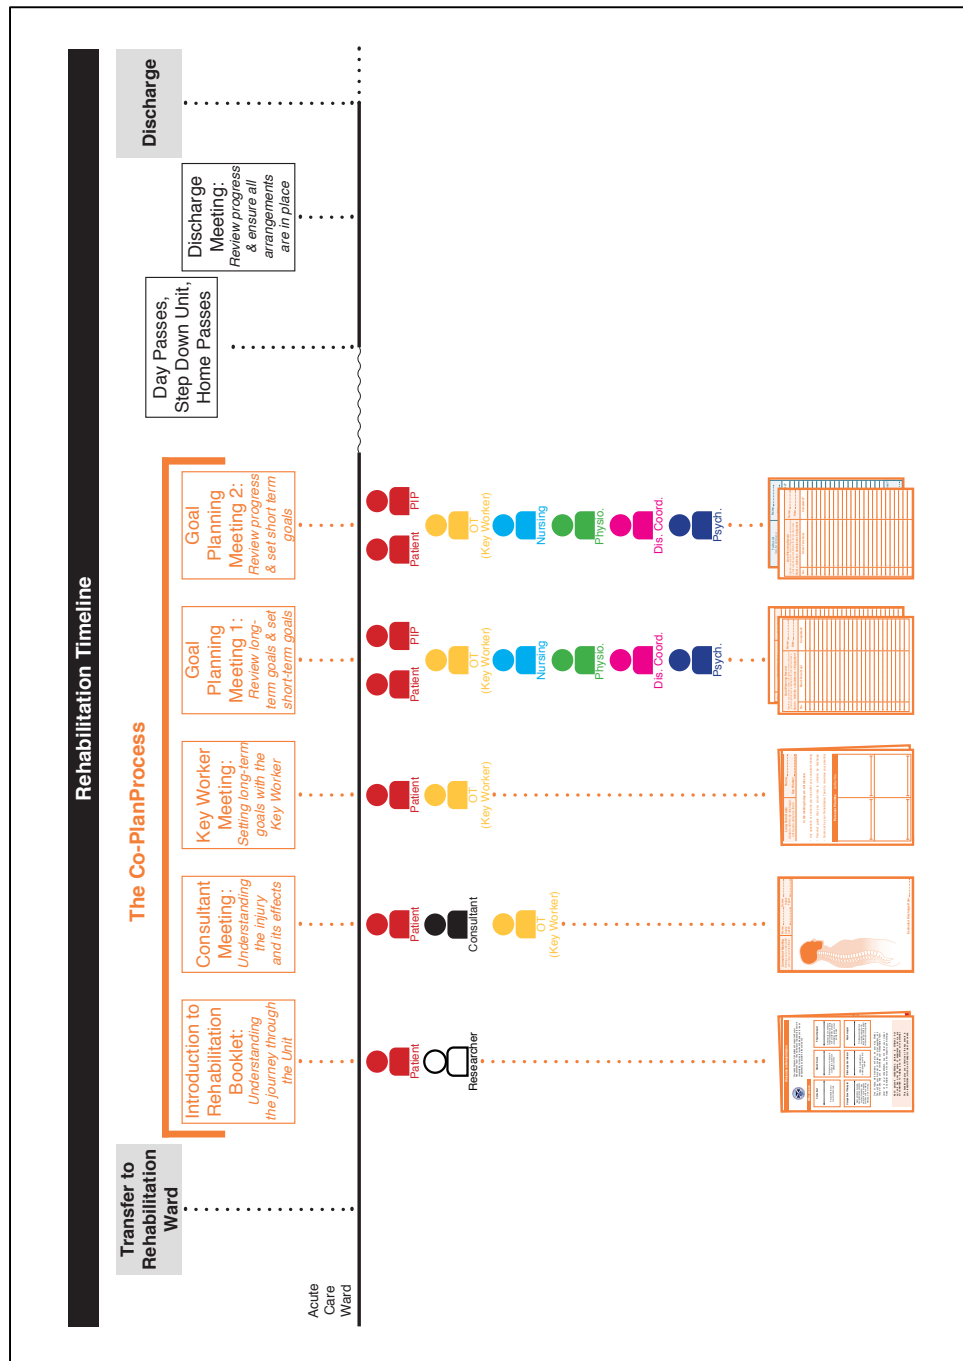 Rehabilitation Timeline
The Co-PlanProcess
Transfer to
Rehabilitation
Ward
Introduction to
Rehabilitation
Booklet:
Understanding
the journey through
the Unit
Consultant
Meeting:
Understanding
the injury
and its effects
Key Worker
Meeting:
Setting long-term
goals with the
Key Worker
Goal
Planning
Meeting 1:
Review long-
term goals & set
short-term goals
Goal
Planning
Meeting 2:
Review progress
& set short term
goals
Day Passes,
Step Down Unit,
Home Passes
Discharge
Meeting:
Review progress
& ensure all
arrangements
are in place
Discharge
Acute
Care
Ward
Patient
Researcher
Patient
Consultant
OT
(Key Worker)
Patient
OT
(Key Worker)
Patient
PIP
OT
(Key Worker)
Nursing
Physio.
Dis. Coord.
Psych.
Patient
PIP
OT
(Key Worker)
Nursing
Physio.
Dis. Coord.
Psych.